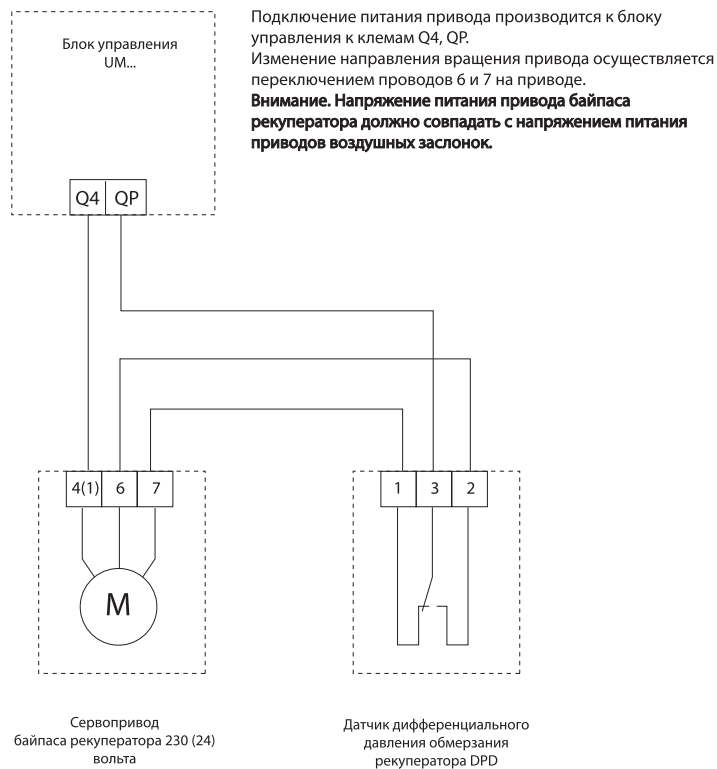 Подключение питания привода производится к блоку
управления к клемам Q4, QP.
Изменение направления вращения привода осуществляется
переключением проводов 6 и 7 на приводе.
Внимание. Напряжение питания привода байпаса
рекуператора должно совпадать с напряжением питания
приводов воздушных заслонок.
Блок управления
UM...
Q4 QP
4(1) 6 7
1 3 2
M
Сервопривод
байпаса рекуператора 230 (24)
вольта
Датчик дифференциального
давления обмерзания
рекуператора DPD